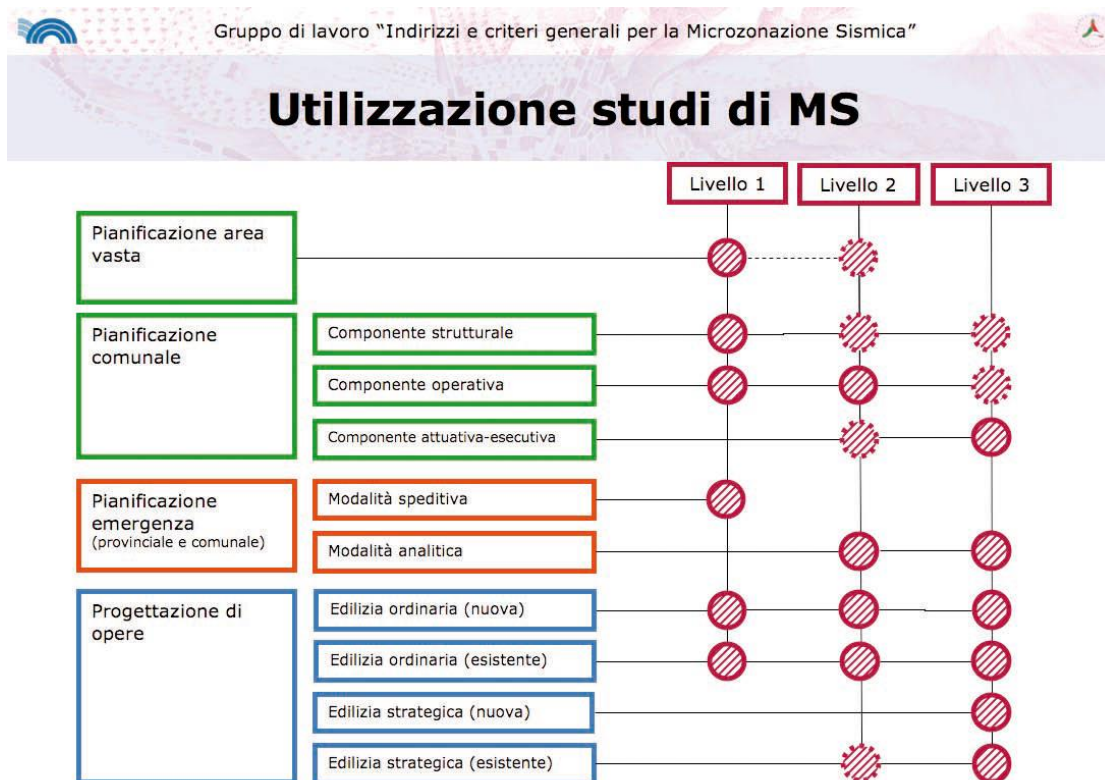 Gruppo di lavoro “Indirizzi e criteri generali per la Microzonazione Sismica”
Utilizzazione studi di MS
Livello 1
Livello 2
Livello 3
Pianificazione area
vasta
Pianificazione
comunale
Componente strutturale
Componente operativa
Componente attuativa-esecutiva
Pianificazione
emergenza
(provinciale e comunale)
Modalità speditiva
Modalità analitica
Progettazione di
opere
Edilizia ordinaria (nuova)
Edilizia ordinaria (esistente)
Edilizia strategica (nuova)
Edilizia strategica (esistente)